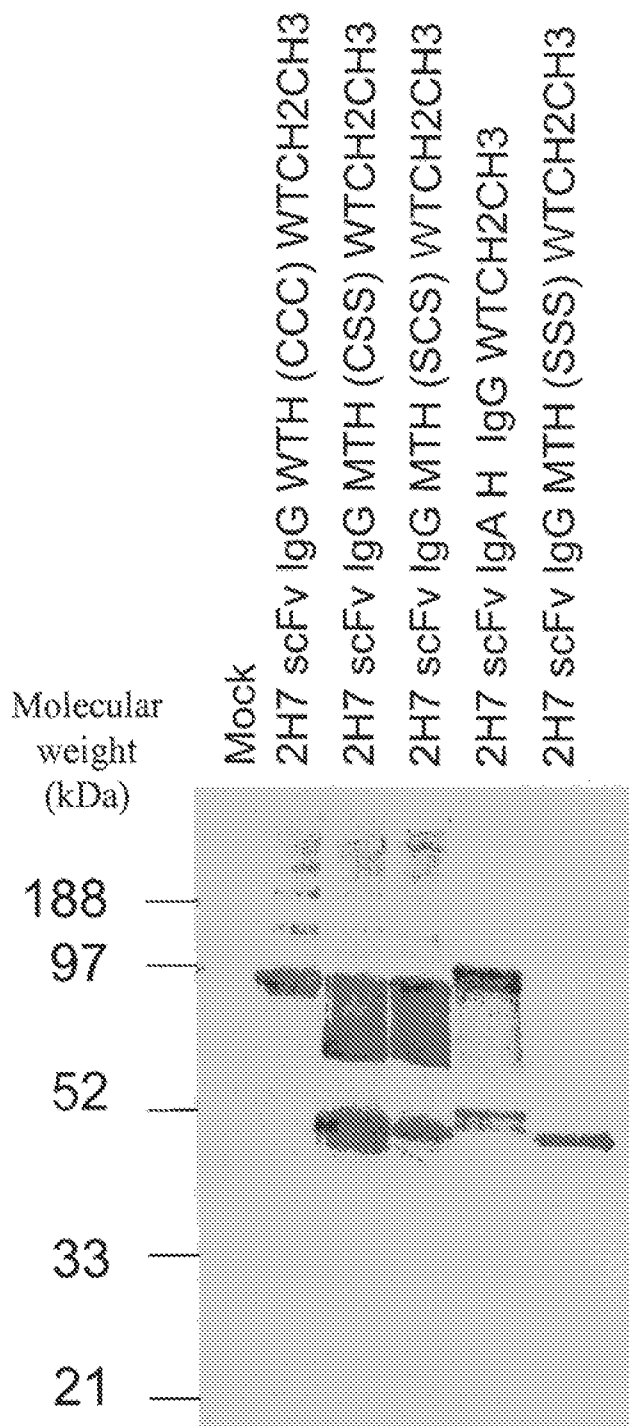 Mock
2H7 scFv IgG WTH (CCC) WTCH2CH3
2H7 scFv IgG MTH (CSS) WTCH2CH3
2H7 scFv IgG MTH (SCS) WTCH2CH3
2H7 scFv IgA H IgG WTCH2CH3
2H7 scFv IgG MTH (SSS) WTCH2CH3
Molecular
weight
(kDa)
188
97
52
33
21